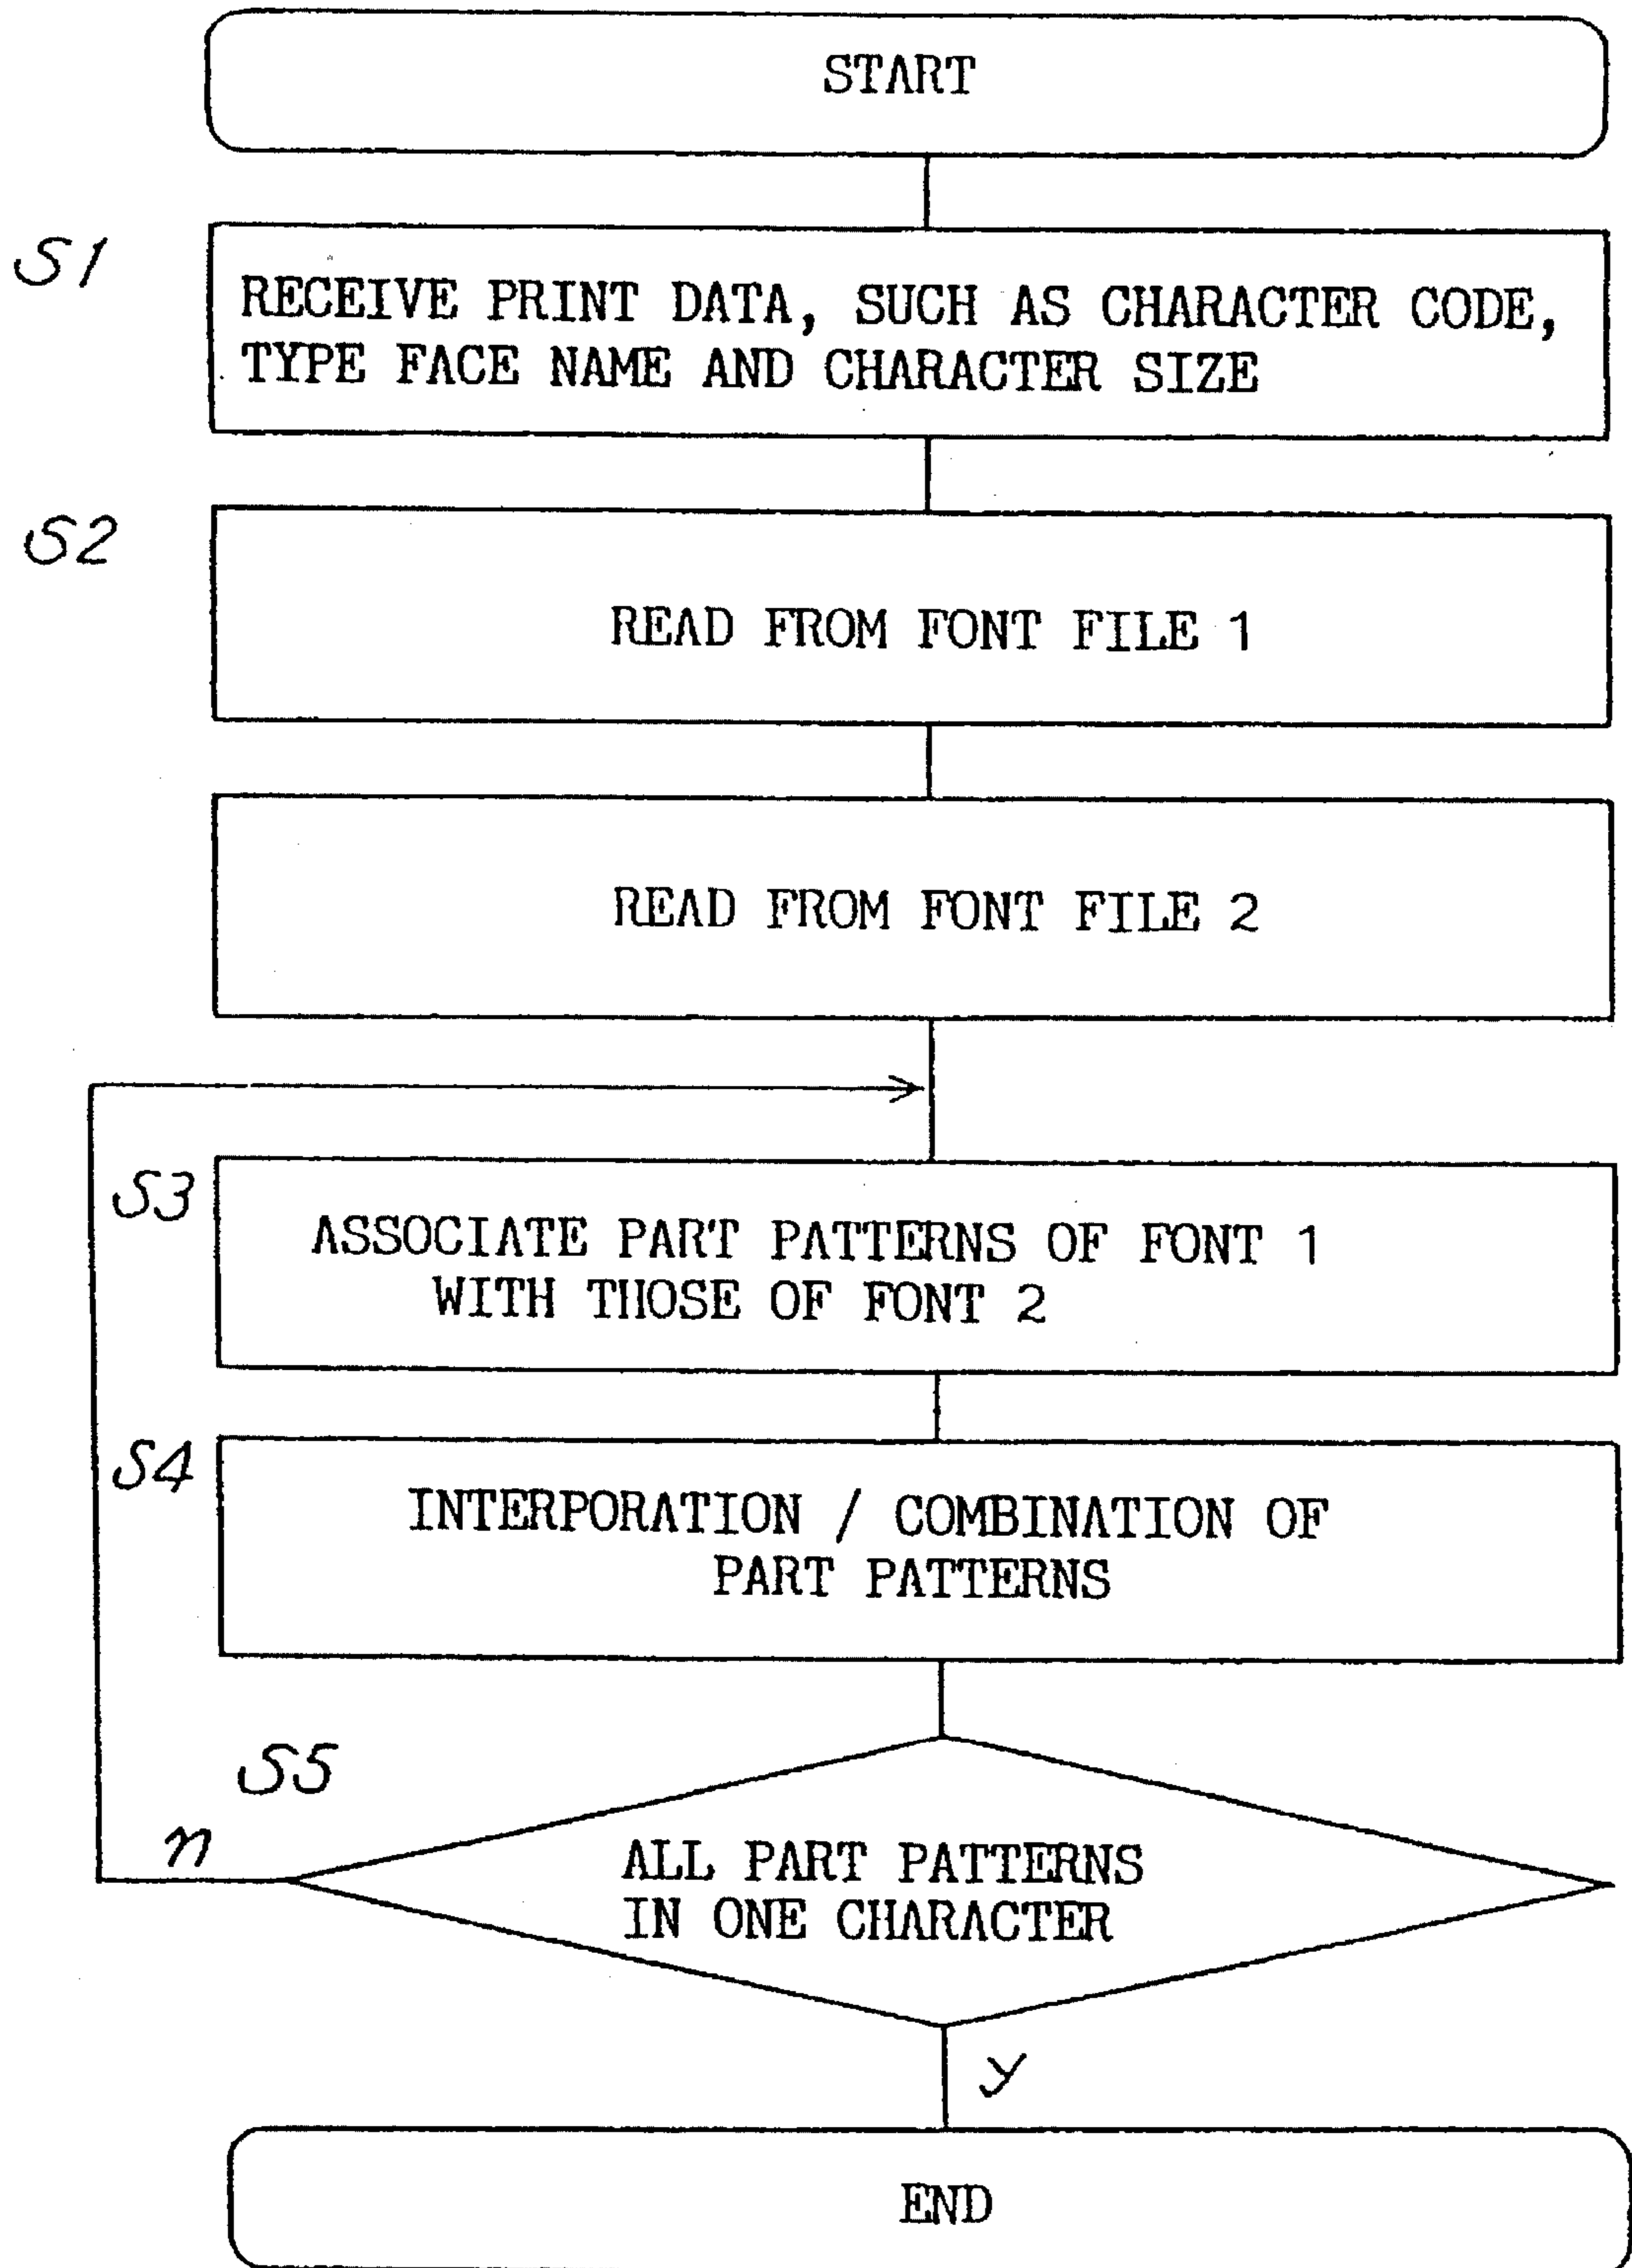 START
S1
RECEIVE PRINT DATA, SUCH AS CHARACTER CODE,
TYPE FACE NAME AND CHARACTER SIZE
S2
READ FROM FONT FILE 1
READ FROM FONT FILE 2
S3
ASSOCIATE PART PATTERNS OF FONT 1
WITH THOSE OF FONT 2
S4
INTERPORATION / COMBINATION OF
PART PATTERNS
S5
n
ALL PART PATTERNS
IN ONE CHARACTER
y
END